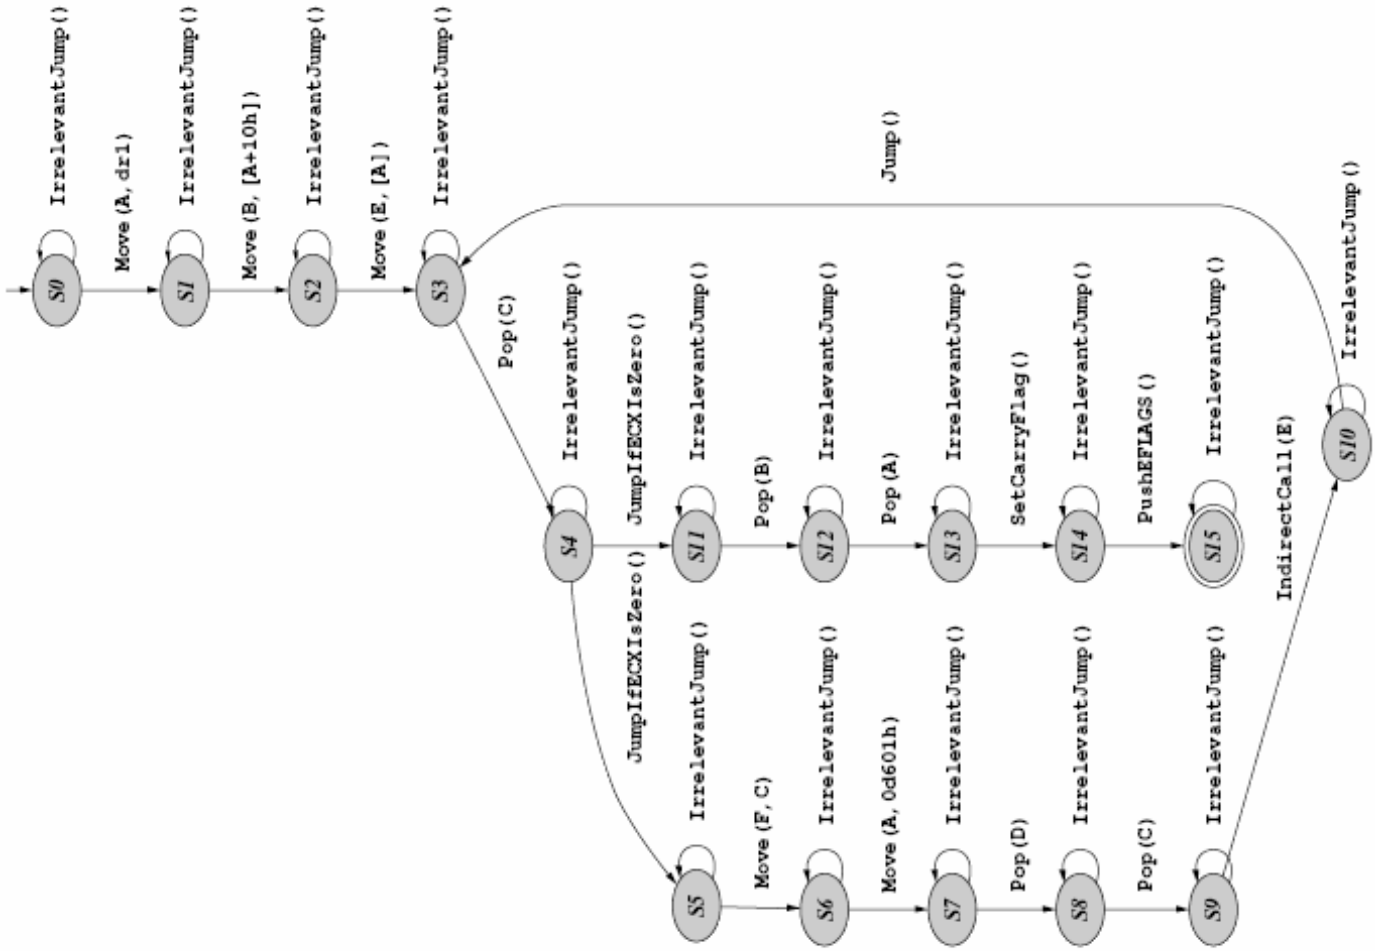 S0
IrrelevantJump()
Move(A,dr1)
S1
IrrelevantJump()
Move(B,[A+10h])
S2
IrrelevantJump()
Move(E,[A])
S3
IrrelevantJump()
Pop(C)
Jump()
S4
IrrelevantJump()
JumpIfECXIsZero()
JumpIfECXIsZero()
S11
IrrelevantJump()
Pop(B)
S12
IrrelevantJump()
Pop(A)
S13
IrrelevantJump()
SetCarryFlag()
S14
IrrelevantJump()
PushEFLAGS()
S15
IrrelevantJump()
S5
IrrelevantJump()
Move(F,C)
S6
IrrelevantJump()
Move(A,0d601h)
S7
IrrelevantJump()
Pop(D)
S8
IrrelevantJump()
Pop(C)
S9
IrrelevantJump()
IndirectCall(E)
S10
IrrelevantJump()